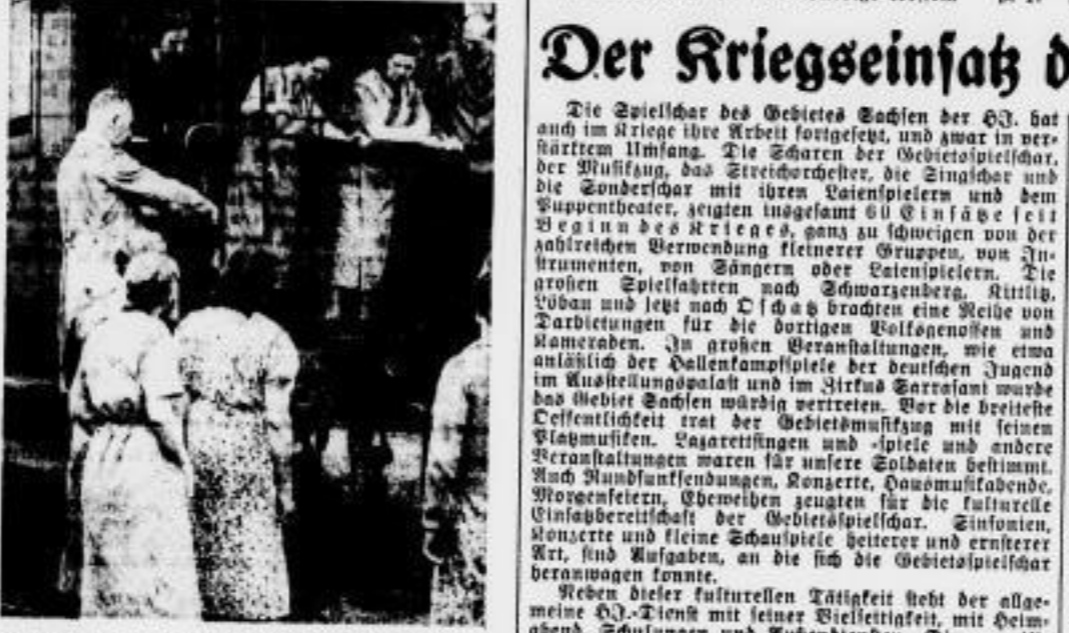 Der Kriegseinsatz d
Die Spielschar des Gebietes Sachsen der HJ. hat
auch im Kriege ihre Arbeit fortgesetzt, und zwar in ver-
stärktem Umfang. Die Scharen der Gebietsspielschar,
der Musikzug, das Streichorchester, die Singschar und
die Sonderschar mit ihren Laienspielern und dem
Puppentheater, zeigten insgesamt 60 Einsätze seit
Beginn des Krieges, ganz zu schweigen von der
zahlreichen Verwendung kleinerer Gruppen, von In-
strumenten, von Sängern oder Laienspielern. Die
großen Spielfahrten nach Schwarzenberg, Kittlitz,
Löbau und jetzt nach Oschatz brachten eine Reihe von
Darbietungen für die dortigen Volksgenossen und
Kameraden. In großen Veranstaltungen, wie etwa
anläßlich der Hallenkampfspiele der deutschen Jugend
im Ausstellungspalast und im Zirkus Sarrasani wurde
das Gebiet Sachsen würdig vertreten. Vor die breiteste
Oeffentlichkeit trat der Gebietsmusikzug mit seinen
Platzmusiken. Lazarettsingen und -spiele und andere
Veranstaltungen waren für unsere Soldaten bestimmt.
Auch Rundfunksendungen, Konzerte, Hausmusikabende,
Morgenfeiern, Eheweihen zeugten für die kulturelle
Einsatzbereitschaft der Gebietsspielschar. Sinfonien,
Konzerte und kleine Schauspiele heiterer und ernsterer
Art, sind Aufgaben, an die sich die Gebietsspielschar
heranwagen konnte.
Neben dieser kulturellen Tätigkeit steht der allge-
meine HJ.-Dienst mit seiner Vielseitigkeit, mit Heim-
abend, Schulungen und